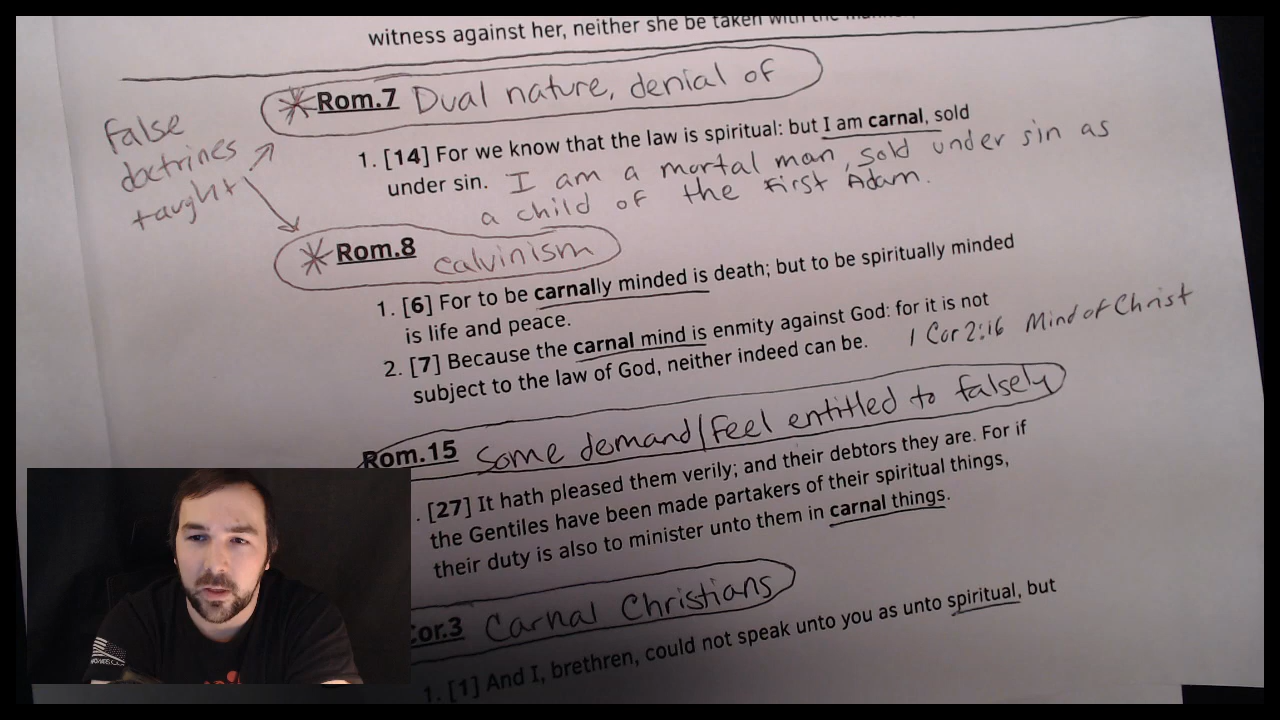 witness against her, neither she be taken with the
*Rom.7 Dual nature, denial of
false
doctrines
taught
1. [14] For we know that the law is spiritual: but I am carnal, sold
under sin. I am a mortal man, sold under sin as
a child of the first Adam.
*Rom.8 calvinism
1. [6] For to be carnally minded is death; but to be spiritually minded
is life and peace.
2. [7] Because the carnal mind is enmity against God: for it is not
subject to the law of God, neither indeed can be. 1 Cor 2:16 Mind of Christ
Rom.15 Some demand/feel entitled to falsely
. [27] It hath pleased them verily; and their debtors they are. For if
the Gentiles have been made partakers of their spiritual things,
their duty is also to minister unto them in carnal things.
Cor.3 Carnal Christians
1. [1] And I, brethren, could not speak unto you as unto spiritual, but